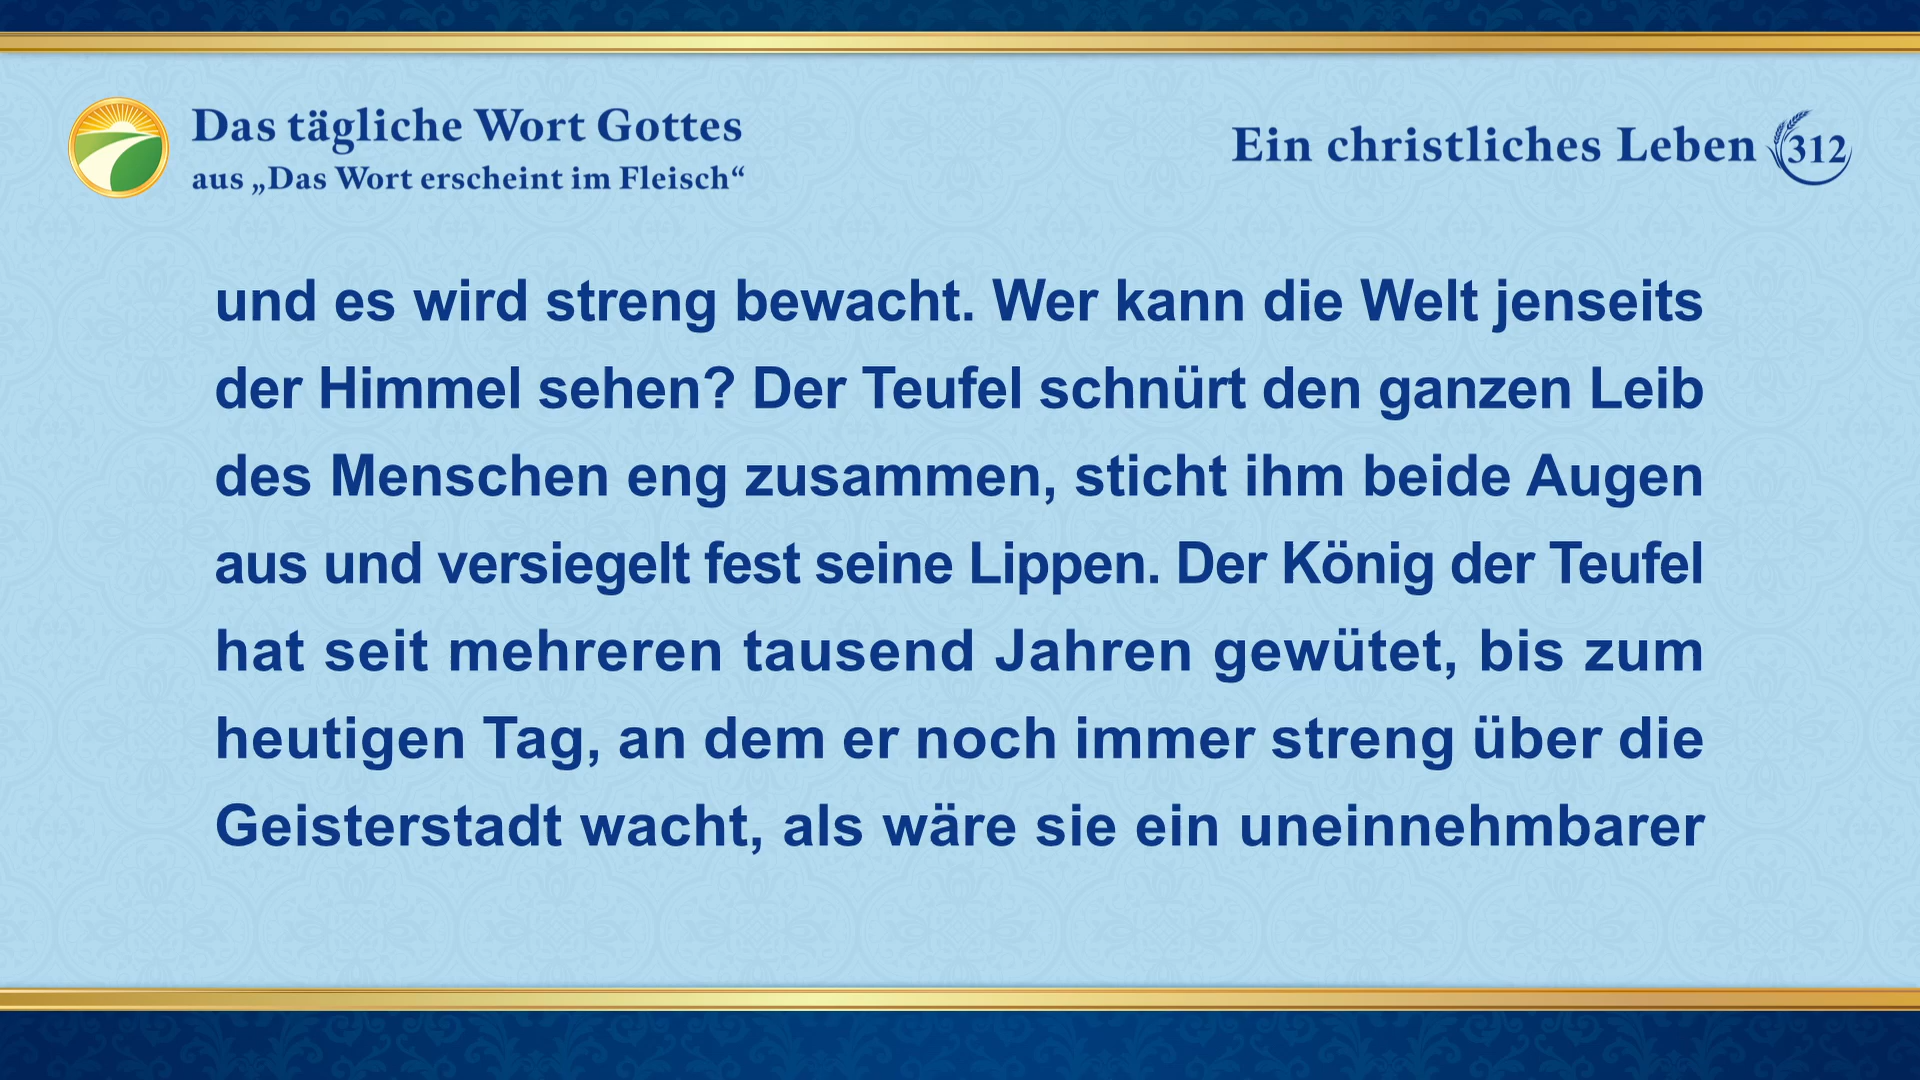 Das tägliche Wort Gottes
aus „Das Wort erscheint im Fleisch“
Ein christliches Leben 312
und es wird streng bewacht. Wer kann die Welt jenseits
der Himmel sehen? Der Teufel schnürt den ganzen Leib
des Menschen eng zusammen, sticht ihm beide Augen
aus und versiegelt fest seine Lippen. Der König der Teufel
hat seit mehreren tausend Jahren gewütet, bis zum
heutigen Tag, an dem er noch immer streng über die
Geisterstadt wacht, als wäre sie ein uneinnehmbarer